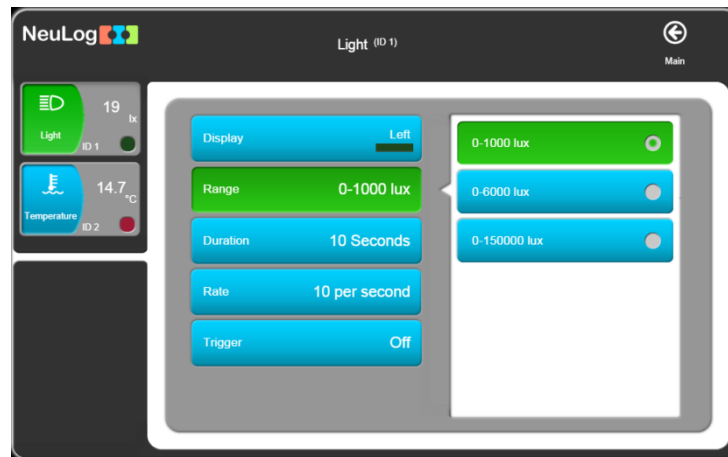 NeuLog
Light (ID 1)
Main
19
lx
Light
ID 1
14.7
°C
Temperature
ID 2
Display Left
Range 0-1000 lux
Duration 10 Seconds
Rate 10 per second
Trigger Off
0-1000 lux
0-6000 lux
0-150000 lux